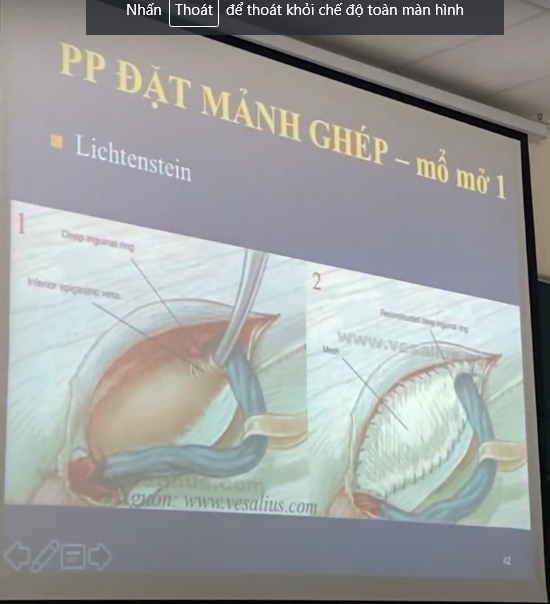 Nhấn Thoát để thoát khỏi chế độ toàn màn hình
PP ĐẶT MẢNH GHÉP – mổ mở 1
Lichtenstein
1
Deep inguinal ring
Inferior epigastric vess.
2
Reconstructed deep inguinal ring
www.vesalius
Mesh
salius.com
guồn: www.vesalius.com
42